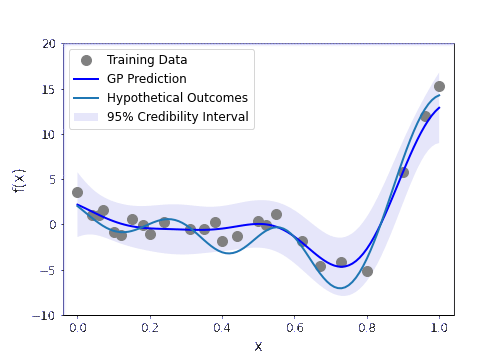 20
15
10
5
0
−5
−10
f(x)
Training Data
GP Prediction
Hypothetical Outcomes
95% Credibility Interval
0.0 0.2 0.4 0.6 0.8 1.0
x